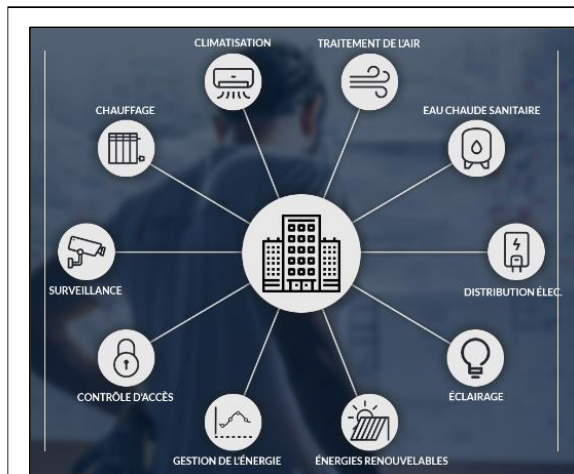 CLIMATISATION
TRAITEMENT DE L'AIR
CHAUFFAGE
EAU CHAUDE SANITAIRE
SURVEILLANCE
DISTRIBUTION ÉLEC.
CONTRÔLE D'ACCÈS
ÉCLAIRAGE
GESTION DE L'ÉNERGIE
ÉNERGIES RENOUVELABLES